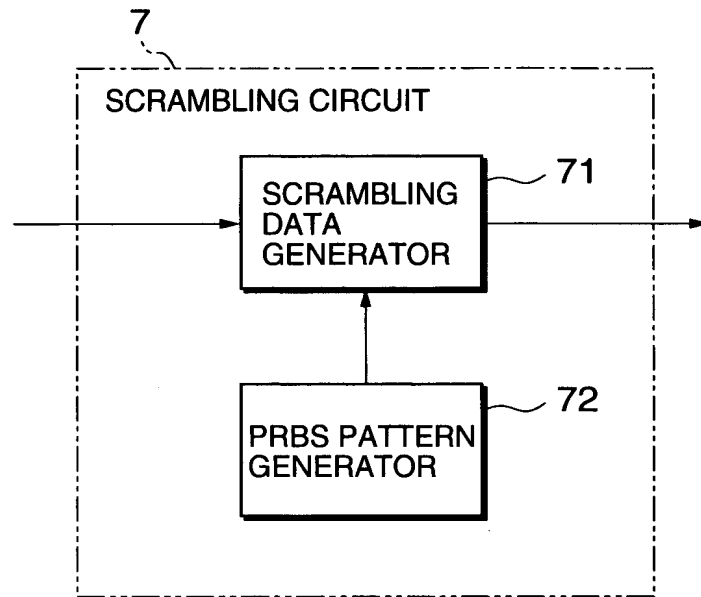 7
SCRAMBLING CIRCUIT
71
SCRAMBLING
DATA
GENERATOR
72
PRBS PATTERN
GENERATOR